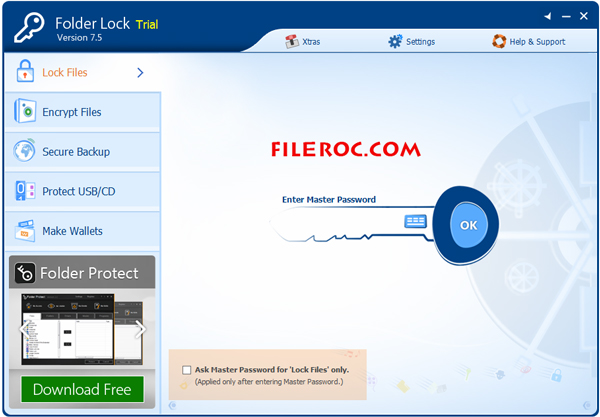 Folder Lock Trial
Version 7.5
Xtras
Settings
Help & Support
Lock Files
Encrypt Files
Secure Backup
Protect USB/CD
Make Wallets
FILEROC.COM
Enter Master Password
OK
Folder Protect
Folder Protect
Download Free
Ask Master Password for 'Lock Files' only.
(Applied only after entering Master Password.)